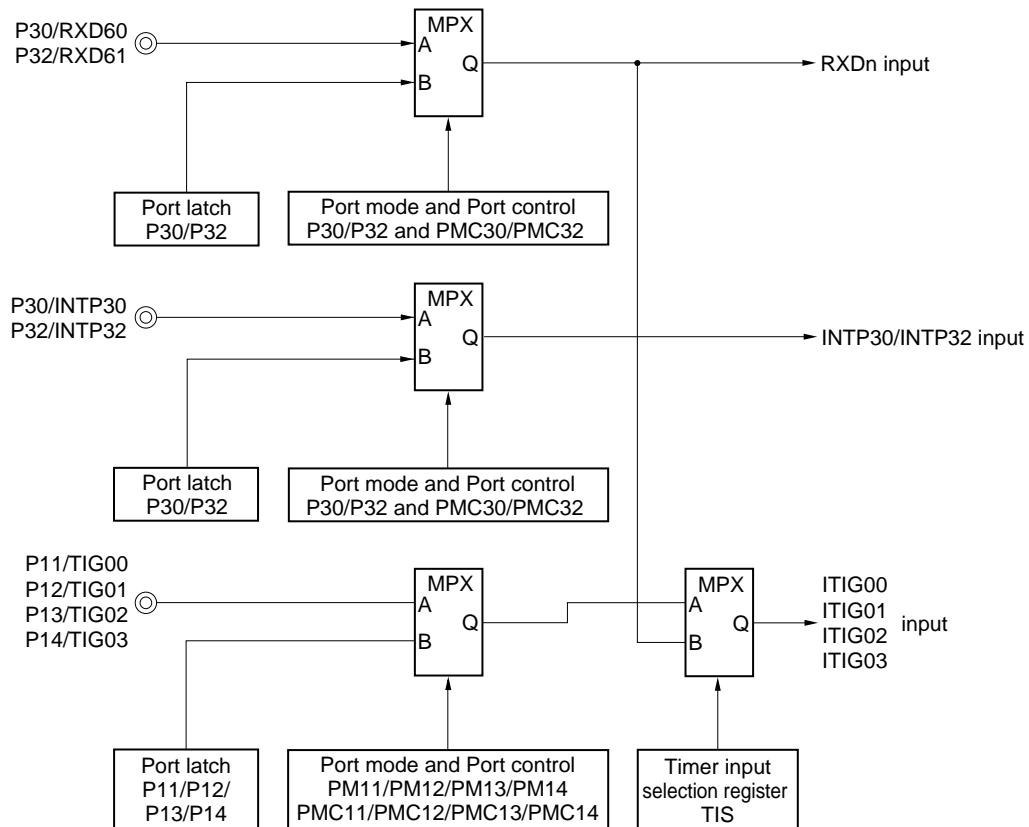 P30/RXD60
P32/RXD61
MPX
A
B
Q
RXDn input
Port latch
P30/P32
Port mode and Port control
P30/P32 and PMC30/PMC32
P30/INTP30
P32/INTP32
MPX
A
B
Q
INTP30/INTP32 input
Port latch
P30/P32
Port mode and Port control
P30/P32 and PMC30/PMC32
P11/TIG00
P12/TIG01
P13/TIG02
P14/TIG03
MPX
A
B
Q
MPX
A
B
Q
ITIG00
ITIG01
ITIG02
ITIG03
input
Port latch
P11/P12/
P13/P14
Port mode and Port control
PM11/PM12/PM13/PM14
PMC11/PMC12/PMC13/PMC14
Timer input
selection register
TIS